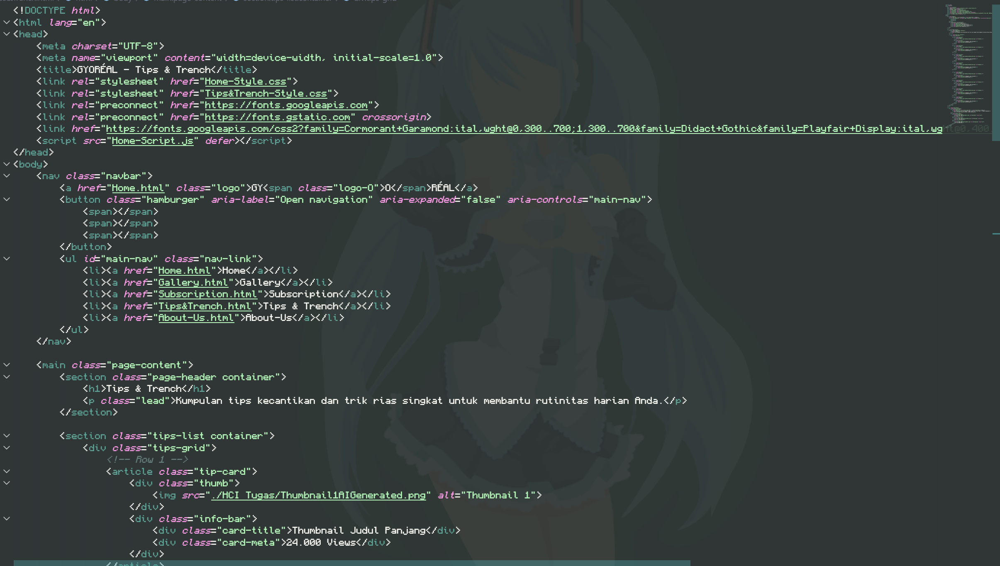 <!DOCTYPE html>
<html lang="en">
<head>
    <meta charset="UTF-8">
    <meta name="viewport" content="width=device-width, initial-scale=1.0">
    <title>GYORÉAL - Tips & Trench</title>
    <link rel="stylesheet" href="Home-Style.css">
    <link rel="stylesheet" href="Tips&Trench-Style.css">
    <link rel="preconnect" href="https://fonts.googleapis.com">
    <link rel="preconnect" href="https://fonts.gstatic.com" crossorigin>
    <link href="https://fonts.googleapis.com/css2?family=Cormorant+Garamond:ital,wght@0,300..700;1,300..700&family=Didact+Gothic&family=Playfair+Display:ital,wght@0,400.
    <script src="Home-Script.js" defer></script>
</head>
<body>
    <nav class="navbar">
        <a href="Home.html" class="logo">GY<span class="logo-O">O</span>RÉAL</a>
        <button class="hamburger" aria-label="Open navigation" aria-expanded="false" aria-controls="main-nav">
            <span></span>
            <span></span>
            <span></span>
        </button>
        <ul id="main-nav" class="nav-link">
            <li><a href="Home.html">Home</a></li>
            <li><a href="Gallery.html">Gallery</a></li>
            <li><a href="Subscription.html">Subscription</a></li>
            <li><a href="Tips&Trench.html">Tips & Trench</a></li>
            <li><a href="About-Us.html">About-Us</a></li>
        </ul>
    </nav>
    <main class="page-content">
        <section class="page-header container">
            <h1>Tips & Trench</h1>
            <p class="lead">Kumpulan tips kecantikan dan trik rias singkat untuk membantu rutinitas harian Anda.</p>
        </section>
        <section class="tips-list container">
            <div class="tips-grid">
                <!-- Row 1 -->
                <article class="tip-card">
                    <div class="thumb">
                        <img src="./HCI Tugas/Thumbnail1AIGenerated.png" alt="Thumbnail 1">
                    </div>
                    <div class="info-bar">
                        <div class="card-title">Thumbnail Judul Panjang</div>
                        <div class="card-meta">24.000 Views</div>
                    </div>
                </article>